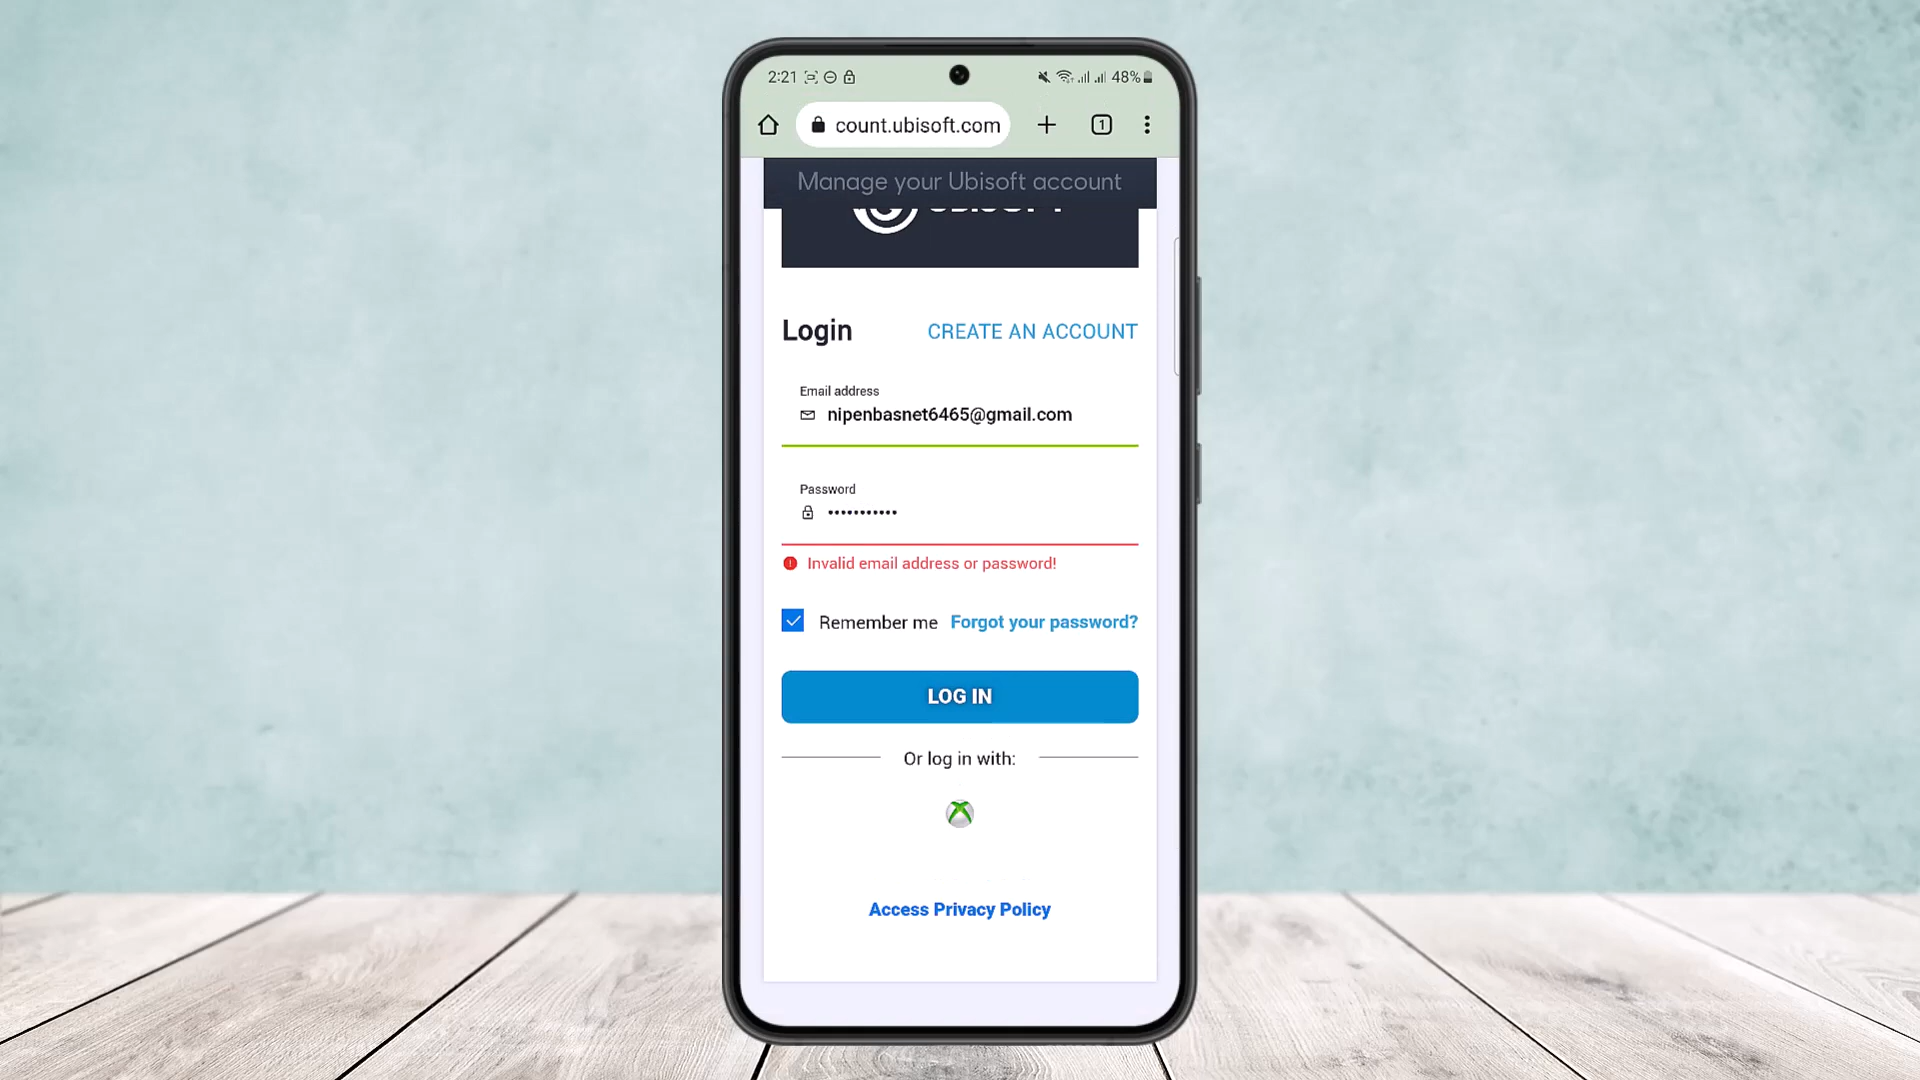 2:21 48%
count.ubisoft.com 1
Manage your Ubisoft account
Login CREATE AN ACCOUNT
Email address
nipenbasnet6465@gmail.com
Password
•••••••••••
Invalid email address or password!
Remember me Forgot your password?
LOG IN
Or log in with:
Access Privacy Policy